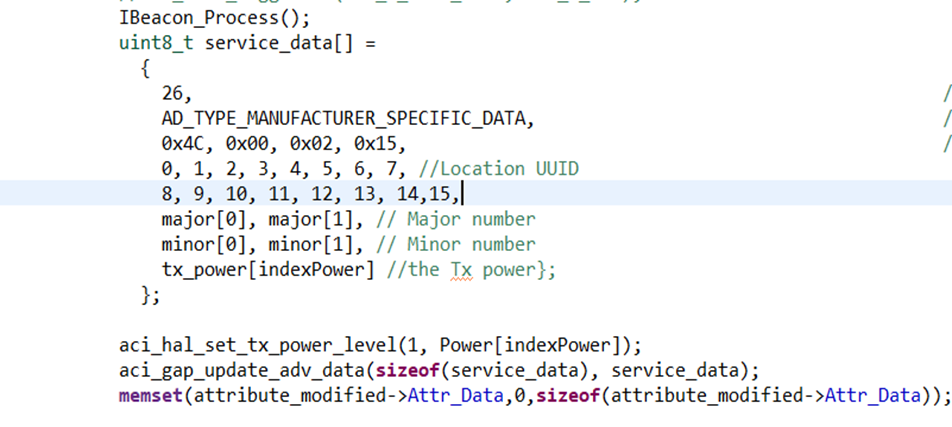 IBeacon_Process();
uint8_t service_data[] =
{
26, /
AD_TYPE_MANUFACTURER_SPECIFIC_DATA, /
0x4C, 0x00, 0x02, 0x15, /
0, 1, 2, 3, 4, 5, 6, 7, //Location UUID
8, 9, 10, 11, 12, 13, 14,15,
major[0], major[1], // Major number
minor[0], minor[1], // Minor number
tx_power[indexPower] //the Tx power};
};
aci_hal_set_tx_power_level(1, Power[indexPower]);
aci_gap_update_adv_data(sizeof(service_data), service_data);
memset(attribute_modified->Attr_Data,0,sizeof(attribute_modified->Attr_Data));